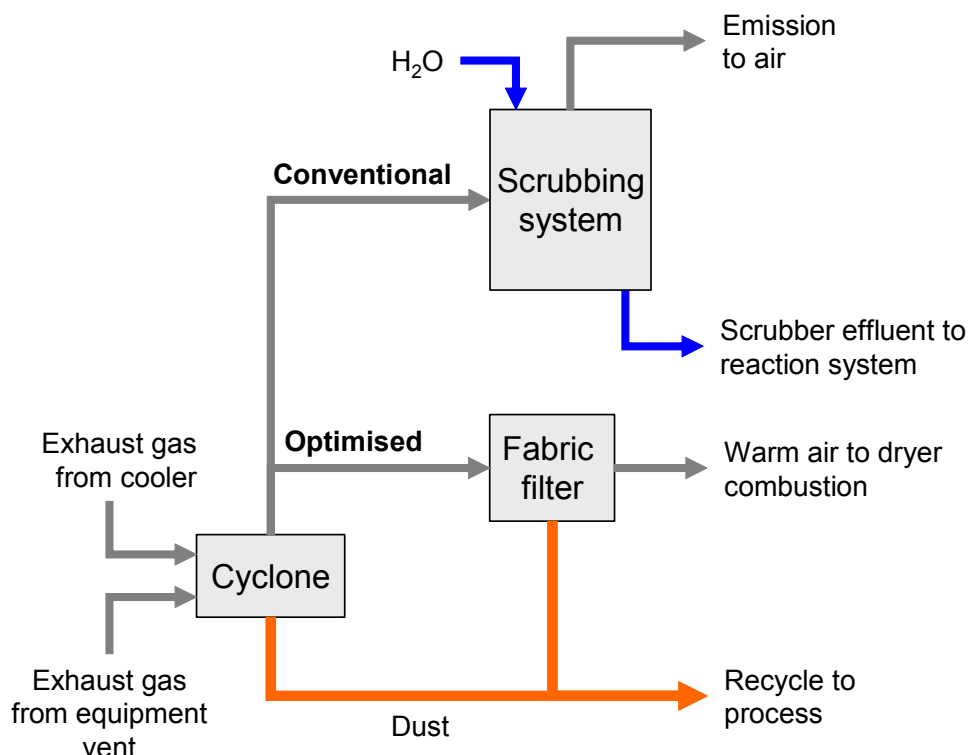 Emission
to air
H₂O
Conventional
Scrubbing
system
Scrubber effluent to
reaction system
Exhaust gas
from cooler
Optimised
Fabric
filter
Warm air to dryer
combustion
Cyclone
Exhaust gas
from equipment
vent
Dust
Recycle to
process